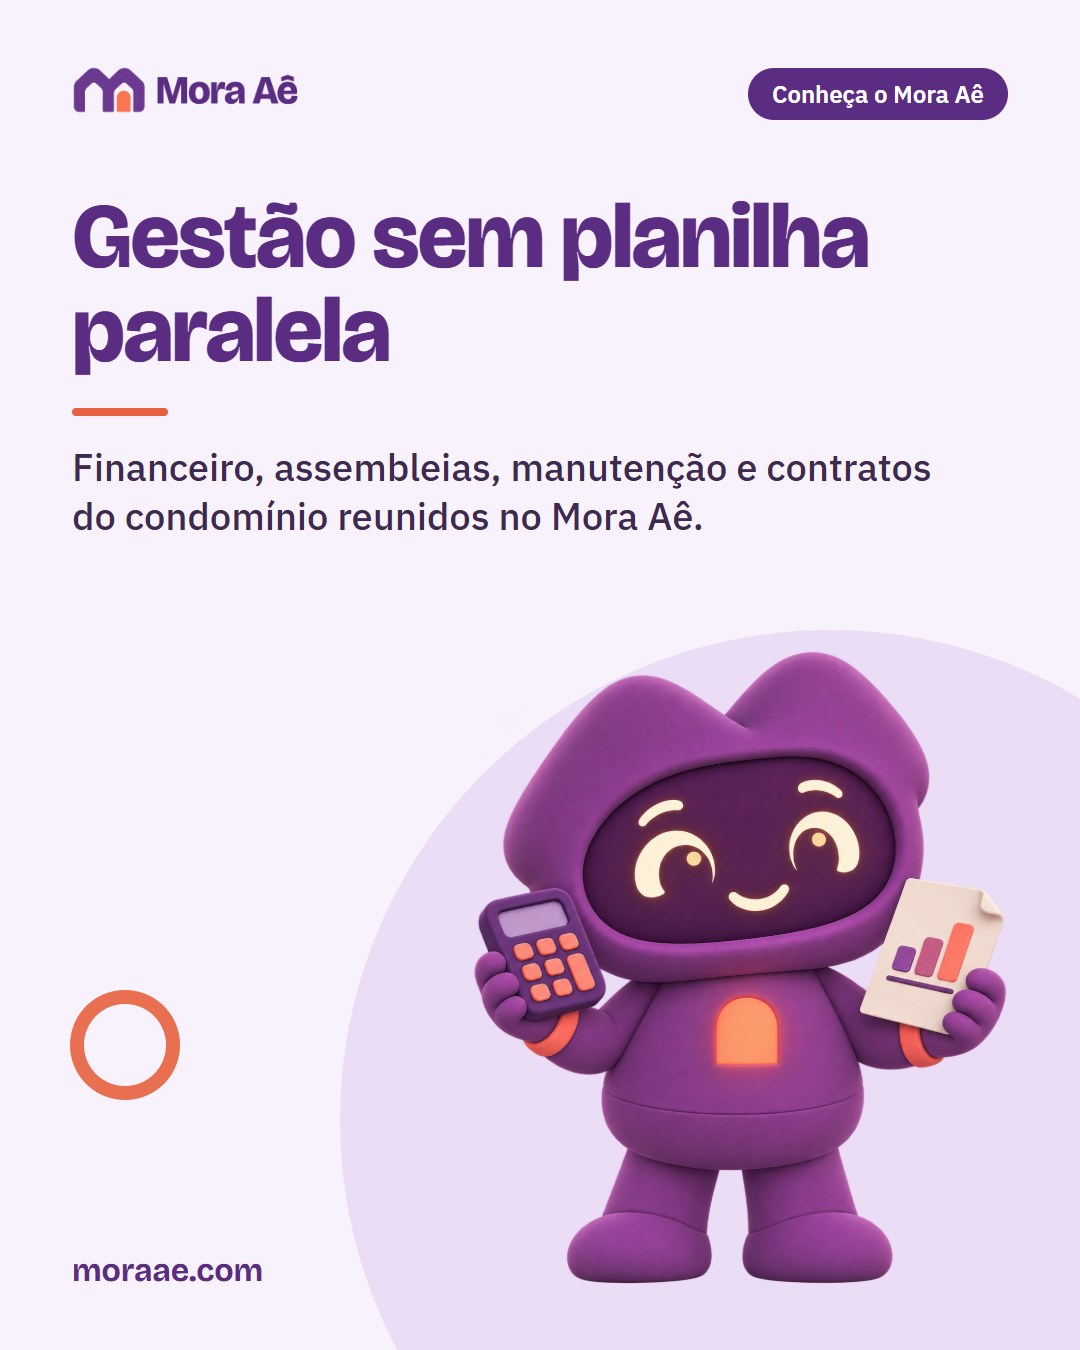 Mora Aê
Conheça o Mora Aê
Gestão sem planilha
paralela
Financeiro, assembleias, manutenção e contratos
do condomínio reunidos no Mora Aê.
moraae.com